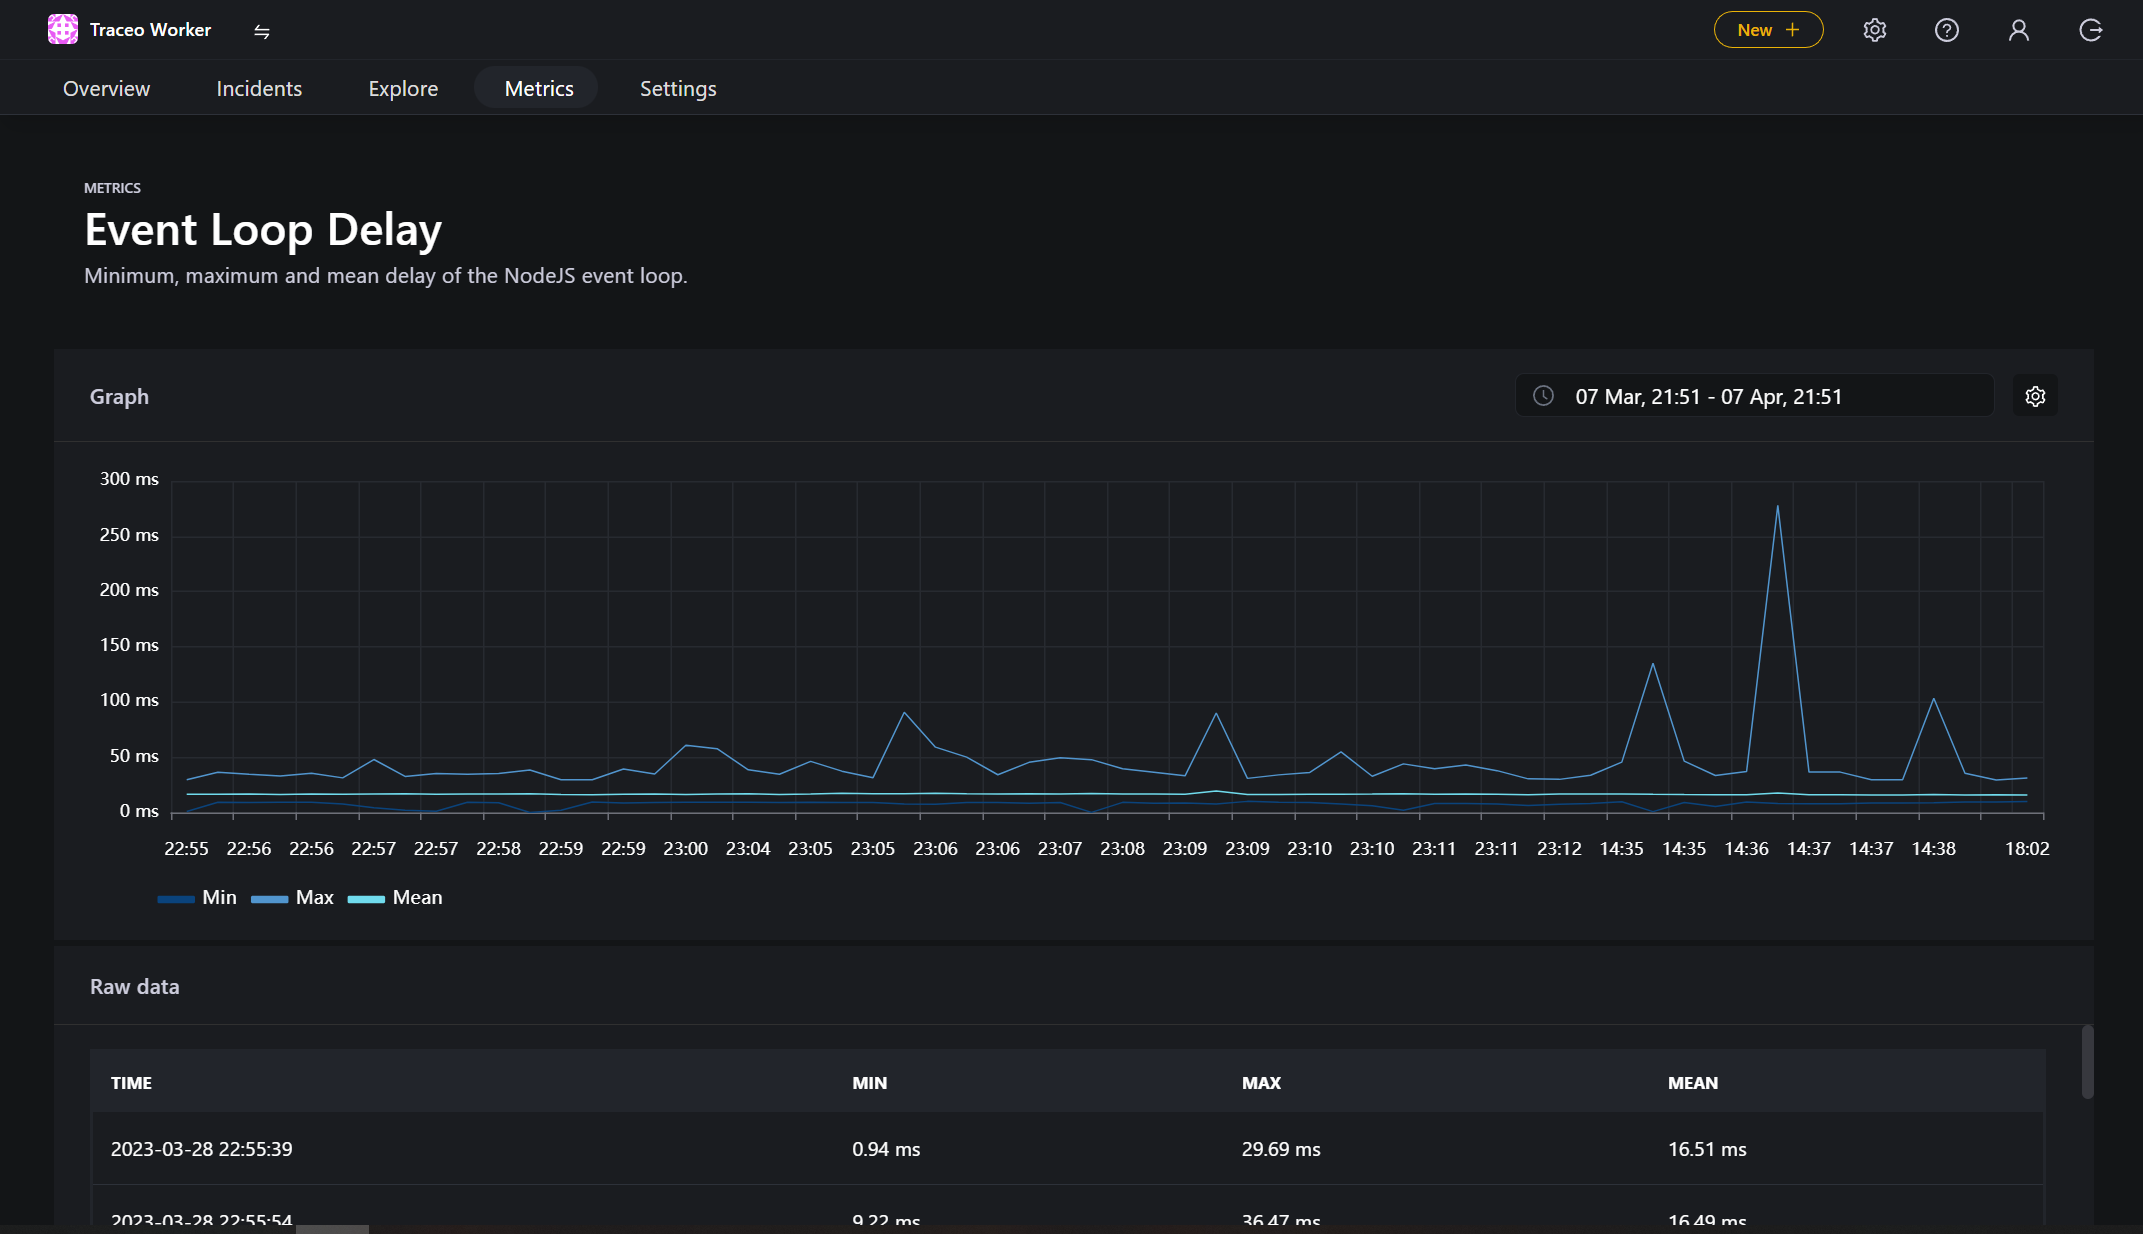 Traceo Worker
New +
Overview Incidents Explore Metrics Settings
METRICS
Event Loop Delay
Minimum, maximum and mean delay of the NodeJS event loop.
Graph
07 Mar, 21:51 - 07 Apr, 21:51
300 ms
250 ms
200 ms
150 ms
100 ms
50 ms
0 ms
22:55 22:56 22:56 22:57 22:57 22:58 22:59 22:59 23:00 23:04 23:05 23:05 23:06 23:06 23:07 23:08 23:09 23:09 23:10 23:10 23:11 23:11 23:12 14:35 14:35 14:36 14:37 14:37 14:38 18:02
Min Max Mean
Raw data
TIME MIN MAX MEAN
2023-03-28 22:55:39 0.94 ms 29.69 ms 16.51 ms
2023-03-28 22:55:54 9.22 ms 36.47 ms 16.49 ms